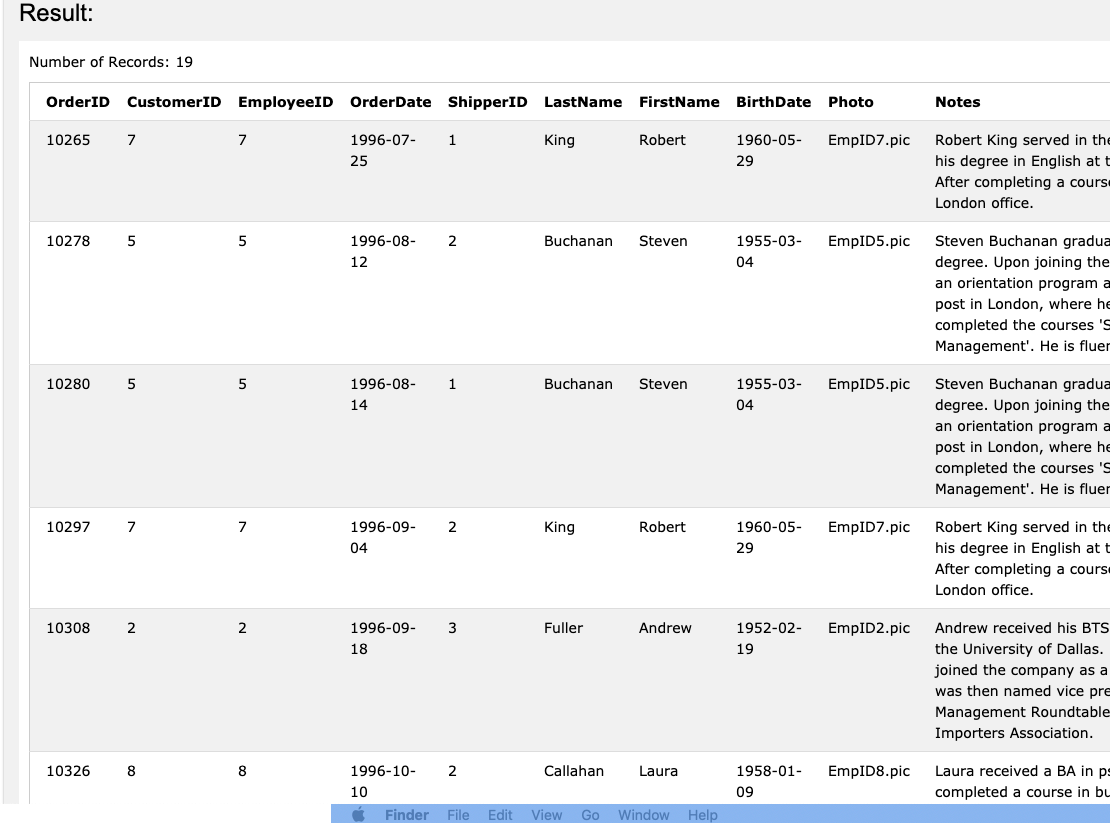 Result:
Number of Records: 19
OrderID CustomerID EmployeeID OrderDate ShipperID LastName FirstName BirthDate Photo Notes
10265 7 7 1996-07- 1 King Robert 1960-05- EmpID7.pic Robert King served in the
25 29 his degree in English at t
After completing a course
London office.
10278 5 5 1996-08- 2 Buchanan Steven 1955-03- EmpID5.pic Steven Buchanan gradua
12 04 degree. Upon joining the
an orientation program a
post in London, where he
completed the courses 'S
Management'. He is fluen
10280 5 5 1996-08- 1 Buchanan Steven 1955-03- EmpID5.pic Steven Buchanan gradua
14 04 degree. Upon joining the
an orientation program a
post in London, where he
completed the courses 'S
Management'. He is fluen
10297 7 7 1996-09- 2 King Robert 1960-05- EmpID7.pic Robert King served in the
04 29 his degree in English at t
After completing a course
London office.
10308 2 2 1996-09- 3 Fuller Andrew 1952-02- EmpID2.pic Andrew received his BTS
18 19 the University of Dallas.
joined the company as a
was then named vice pre
Management Roundtable
Importers Association.
10326 8 8 1996-10- 2 Callahan Laura 1958-01- EmpID8.pic Laura received a BA in ps
10 09 completed a course in bu
Finder File Edit View Go Window Help